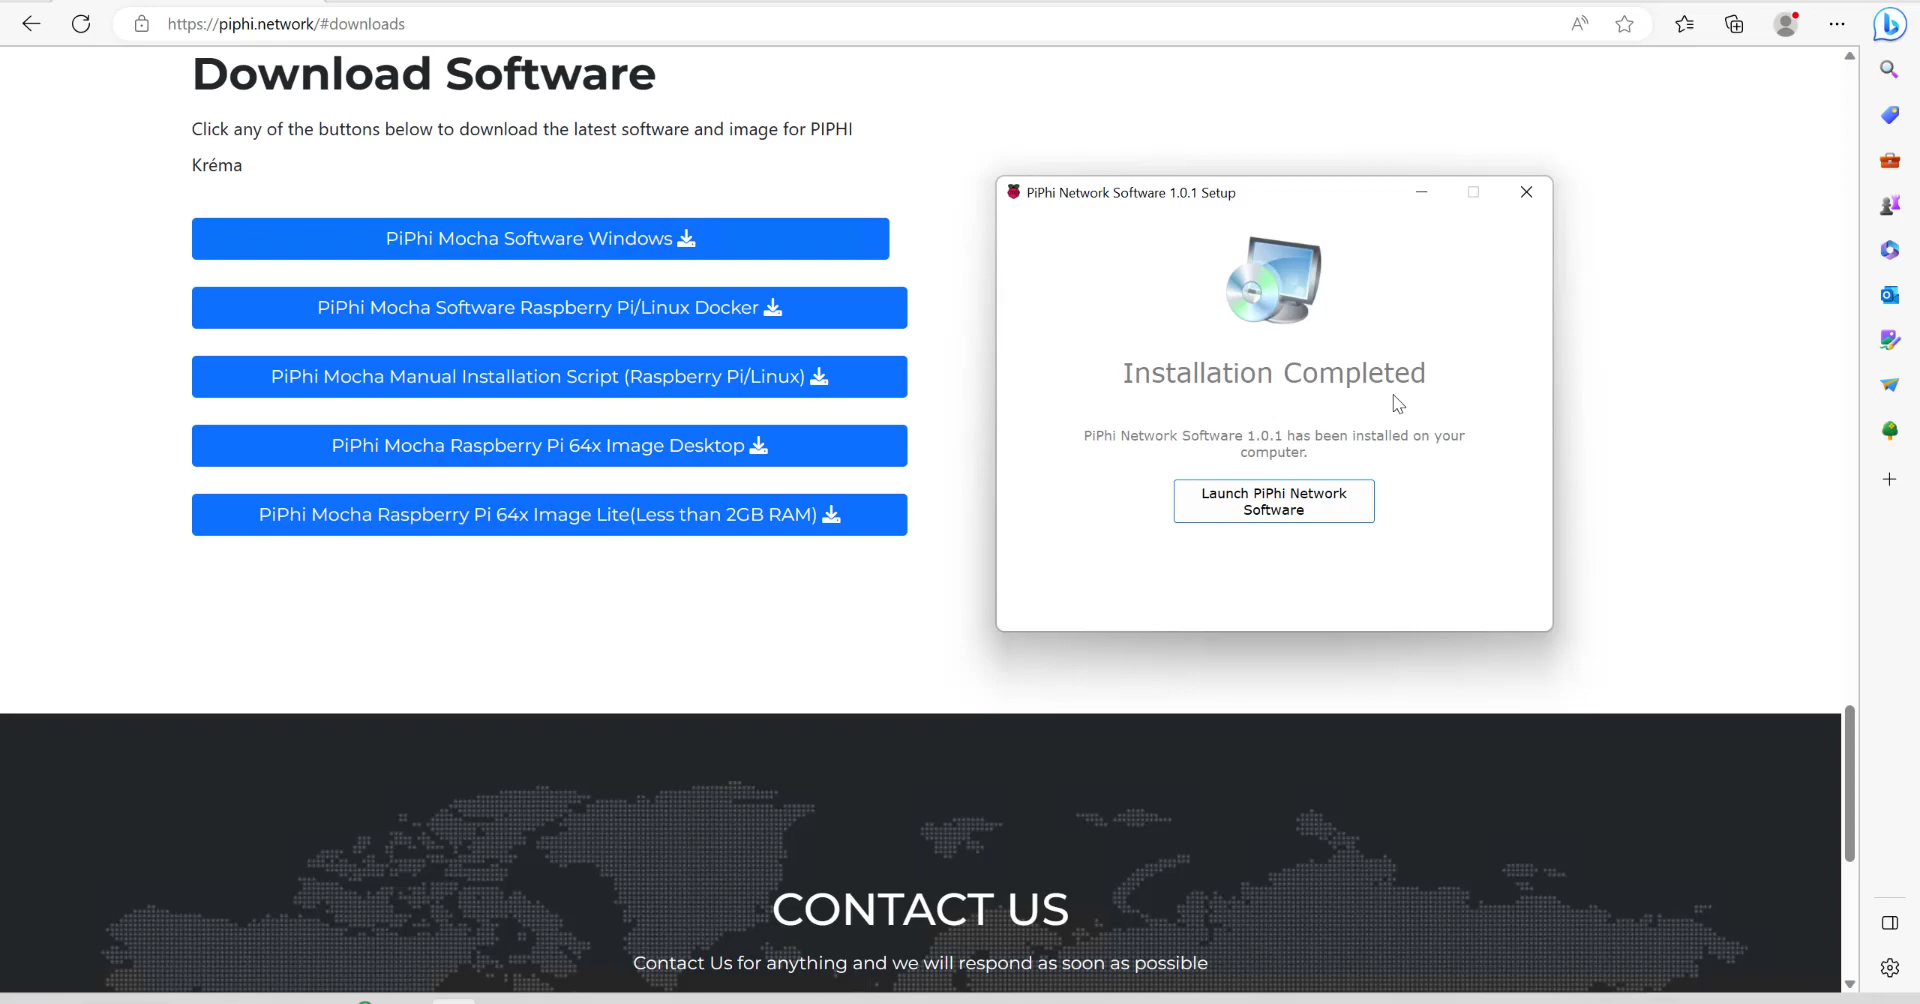 https://piphi.network/#downloads
Download Software
Click any of the buttons below to download the latest software and image for PIPHI
Kréma
PiPhi Mocha Software Windows
PiPhi Mocha Software Raspberry Pi/Linux Docker
PiPhi Mocha Manual Installation Script (Raspberry Pi/Linux)
PiPhi Mocha Raspberry Pi 64x Image Desktop
PiPhi Mocha Raspberry Pi 64x Image Lite(Less than 2GB RAM)
PiPhi Network Software 1.0.1 Setup
Installation Completed
PiPhi Network Software 1.0.1 has been installed on your
computer.
Launch PiPhi Network
Software
CONTACT US
Contact Us for anything and we will respond as soon as possible